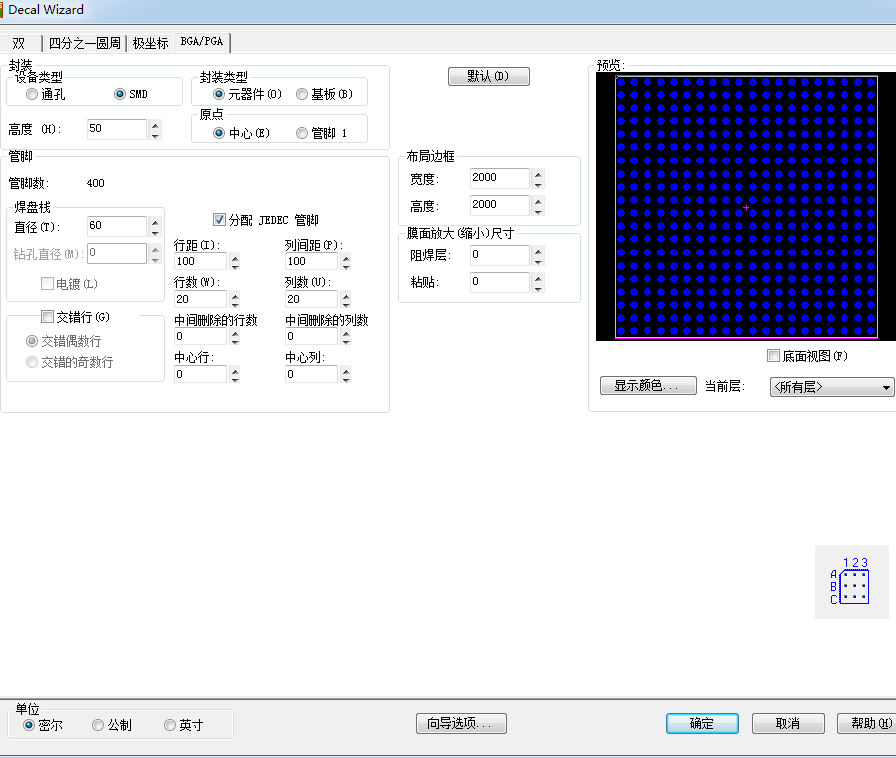 Decal Wizard
双 四分之一圆周 极坐标 BGA/PGA
封装
设备类型
通孔 SMD
高度 (H): 50
封装类型
元器件(O) 基板(B)
原点
中心(E) 管脚 1
默认(D)
预览:
管脚
管脚数: 400
焊盘栈
直径(T): 60
钻孔直径(M): 0
电镀(L)
交错行(G)
交错偶数行
交错的奇数行
分配 JEDEC 管脚
行距(I): 列间距(P):
100 100
行数(W): 列数(U):
20 20
中间删除的行数 中间删除的列数
0 0
中心行: 中心列:
0 0
布局边框
宽度: 2000
高度: 2000
膜面放大(缩小)尺寸
阻焊层: 0
粘贴: 0
底面视图(F)
显示颜色... 当前层: <所有层>
1 2 3
A
B
C
单位
密尔 公制 英寸
向导选项... 确定 取消 帮助(H)